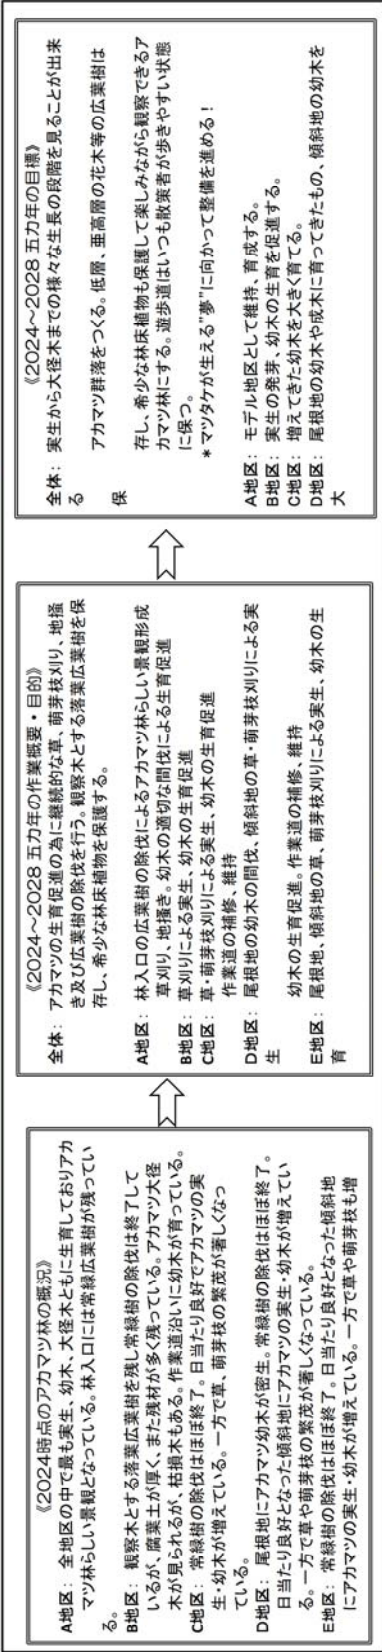 《2024時点のアカマツ林の概況》
A地区： 全地区の中で最も実生、幼木、大径木ともに生育しておりアカ
マツ林らしい景観となっている。林入口には常緑広葉樹が残ってい
る。
B地区： 観察木とする落葉広葉樹を残し常緑樹の除伐は終了して
いるが、腐葉土が厚く、また残材が多く残っている。アカマツ大径
木が見られるが、枯損木もある。作業道沿いに幼木が育っている。
C地区： 常緑樹の除伐はほぼ終了。日当たり良好でアカマツの実
生・幼木が増えている。一方で草、萌芽枝の繁茂が著しくなっ
ている。
D地区： 尾根地にアカマツ幼木が密生。常緑樹の除伐はほぼ終了。
日当たり良好となった傾斜地にアカマツの実生・幼木が増えてい
る。一方で草や萌芽枝の繁茂が著しくなっている。
E地区： 常緑樹の除伐はほぼ終了。日当たり良好となった傾斜地
にアカマツの実生・幼木が増えている。一方で草や萌芽枝も増
《2024～2028 五カ年の作業概要・目的》
全体： アカマツの生育促進の為に継続的な草、萌芽枝刈り、地掻
き及び広葉樹の除伐を行う。観察木とする落葉広葉樹を保
存し、希少な林床植物を保護する。
A地区： 林入口の広葉樹の除伐によるアカマツ林らしい景観形成
草刈り、地掻き。幼木の適切な間伐による生育促進
B地区： 草刈りによる実生、幼木の生育促進
C地区： 草・萌芽枝刈りによる実生、幼木の生育促進
作業道の補修、維持
D地区： 尾根地の幼木の間伐、傾斜地の草・萌芽枝刈りによる実
生
幼木の生育促進。作業道の補修、維持
E地区： 尾根地、傾斜地の草、萌芽枝刈りによる実生、幼木の生
育
《2024～2028 五カ年の目標》
全体： 実生から大径木までの様々な生長の段階を見ることが出来
る
アカマツ群落をつくる。低層、亜高層の花木等の広葉樹は
保
存し、希少な林床植物も保護して楽しみながら観察できるア
カマツ林にする。遊歩道はいつも散策者が歩きやすい状態
に保つ。
＊マツタケが生える”夢”に向かって整備を進める！
A地区： モデル地区として維持、育成する。
B地区： 実生の発芽、幼木の生育を促進する。
C地区： 増えてきた幼木を大きく育てる。
D地区： 尾根地の幼木や成木に育ってきたもの、傾斜地の幼木を
大